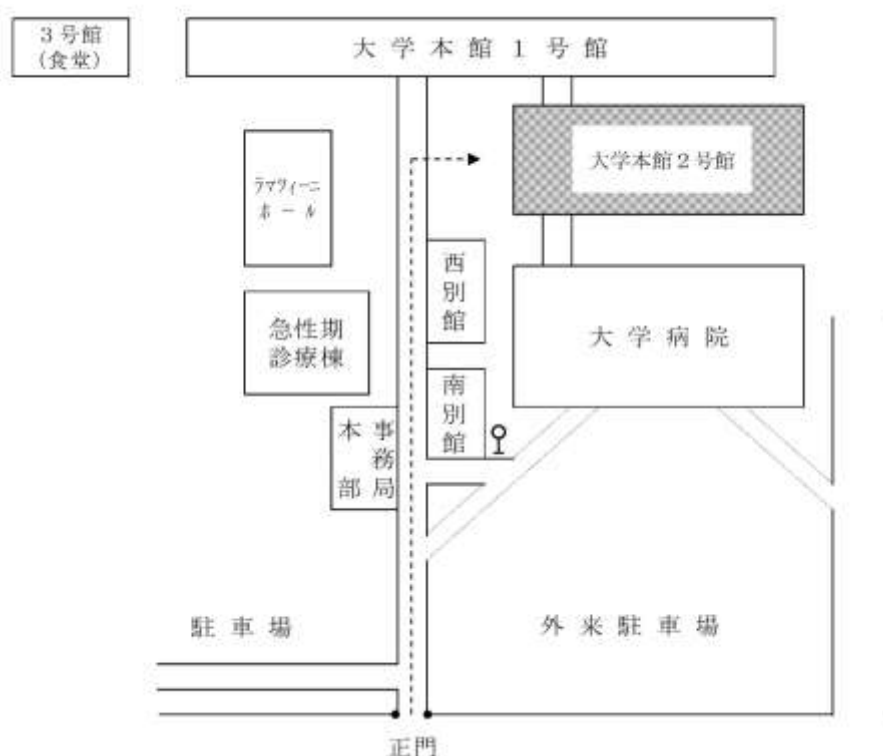 3号館
(食堂)
大学本館1号館
ラマツィーニ
ホール
大学本館2号館
西別館
急性期
診療棟
大学病院
南別館
事務局
本部
駐車場
外来駐車場
正門